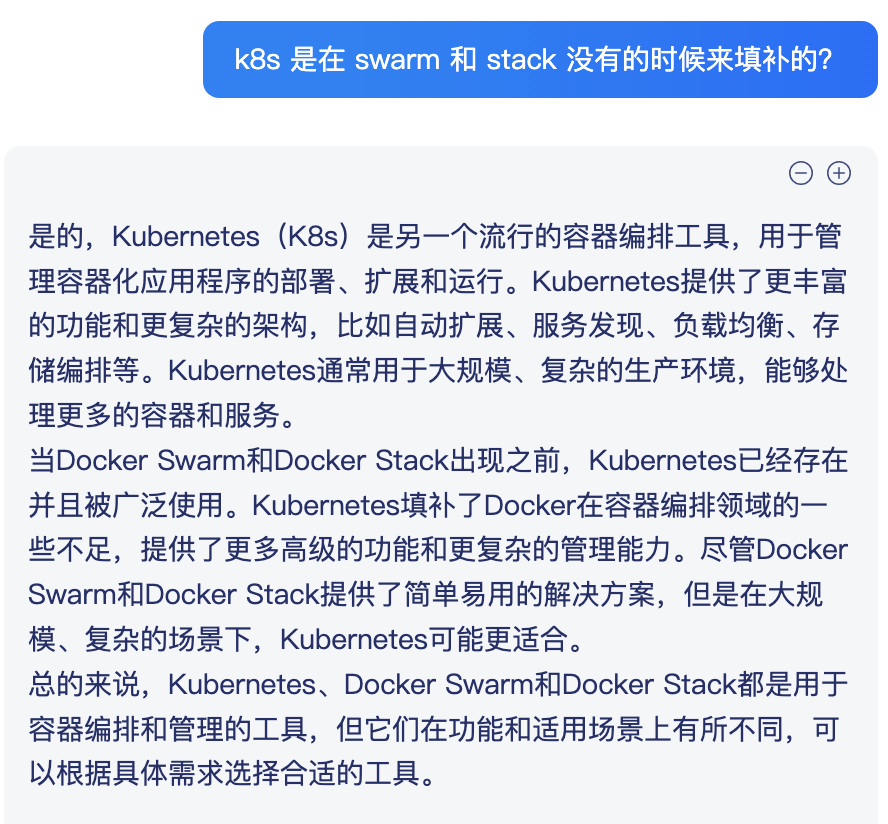 k8s 是在 swarm 和 stack 没有的时候来填补的?
是的，Kubernetes（K8s）是另一个流行的容器编排工具，用于管
理容器化应用程序的部署、扩展和运行。Kubernetes提供了更丰富
的功能和更复杂的架构，比如自动扩展、服务发现、负载均衡、存
储编排等。Kubernetes通常用于大规模、复杂的生产环境，能够处
理更多的容器和服务。
当Docker Swarm和Docker Stack出现之前，Kubernetes已经存在
并且被广泛使用。Kubernetes填补了Docker在容器编排领域的一
些不足，提供了更多高级的功能和更复杂的管理能力。尽管Docker
Swarm和Docker Stack提供了简单易用的解决方案，但是在大规
模、复杂的场景下，Kubernetes可能更适合。
总的来说，Kubernetes、Docker Swarm和Docker Stack都是用于
容器编排和管理的工具，但它们在功能和适用场景上有所不同，可
以根据具体需求选择合适的工具。